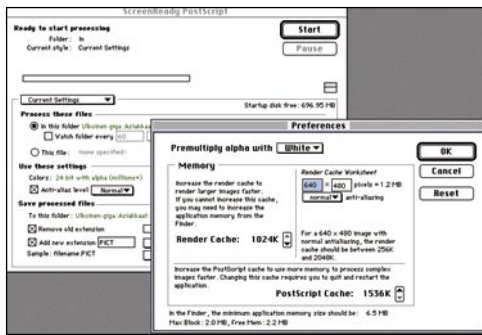 ScreenReady PostScript
Ready to start processing
Folder: In
Current style: Current Settings
Start
Pause
Current Settings
Startup disk free: 696.95 MB
Process these files
In this folder Ulkoinen giga :Asiakkaat
Watch folder every 60
This file: none specified
Use these settings
Colors: 24 bit with alpha (millions+)
Anti-alias level Normal
Save processed files
To this folder: Ulkoinen giga :Asiakkaat
Remove old extension
Add new extension PICT
Sample: filename.PICT
Preferences
Premultiply alpha with White
OK
Cancel
Reset
Memory
Increase the render cache to
render larger images faster.
If you cannot increase this cache,
you may need to increase the
application memory from the
Finder.
Render Cache: 1024K
Render Cache Worksheet
640 × 480 pixels = 1.2 MB
normal anti-aliasing
For a 640 x 480 image with
normal antialiasing, the render
cache should be between 256K
and 2048K.
Increase the PostScript cache to use more memory to process complex
images faster. Changing this cache requires you to quit and restart the
application.
PostScript Cache: 1536K
In the Finder, the minimum application memory size should be: 6.5 MB
Max Block: 2.0 MB, Free Mem: 2.2 MB